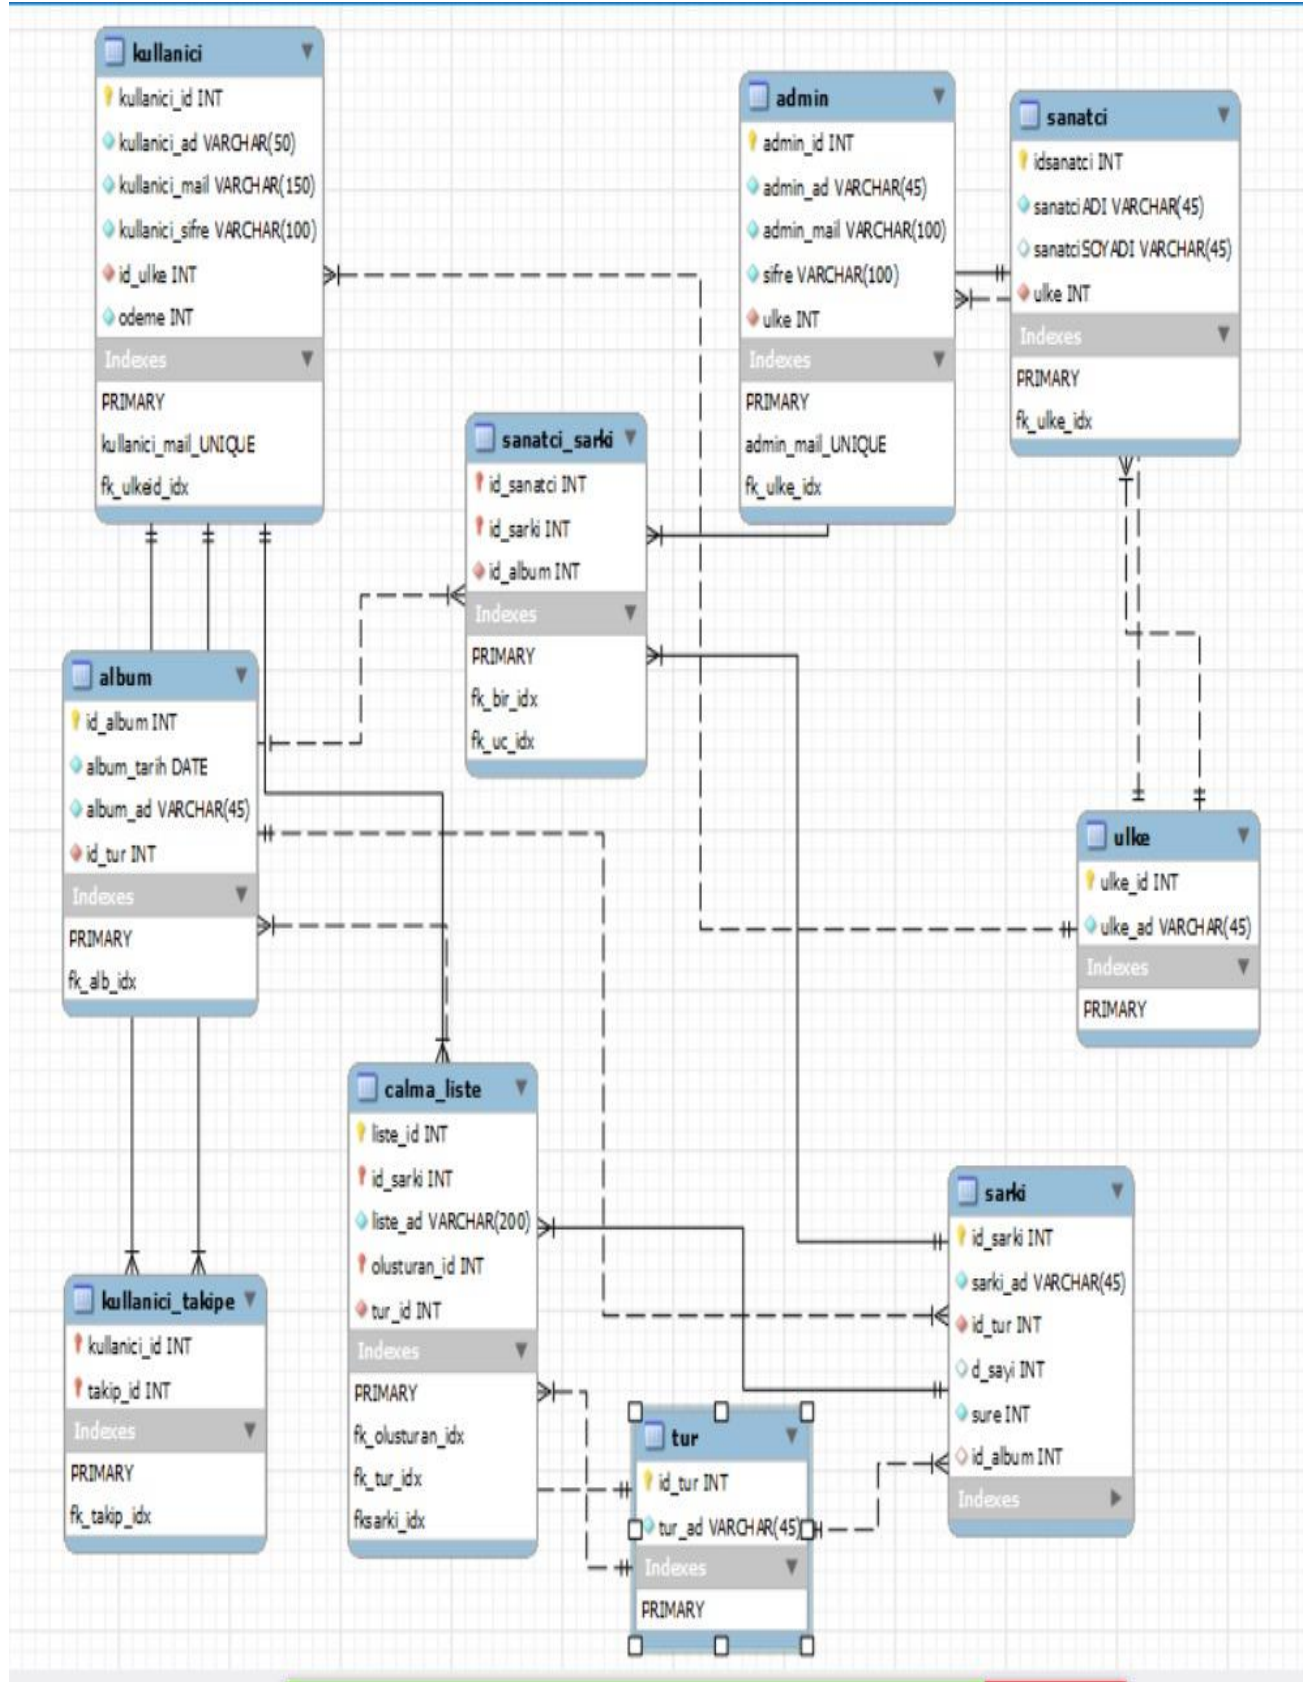 kullanici
kullanici_id INT
kullanici_ad VARCHAR(50)
kullanici_mail VARCHAR(150)
kullanici_sifre VARCHAR(100)
id_ulke INT
odeme INT
Indexes
PRIMARY
kullanici_mail_UNIQUE
fk_ulkeid_idx
admin
admin_id INT
admin_ad VARCHAR(45)
admin_mail VARCHAR(100)
sifre VARCHAR(100)
ulke INT
Indexes
PRIMARY
admin_mail_UNIQUE
fk_ulke_idx
sanatci
idsanatci INT
sanatciADI VARCHAR(45)
sanatciSOYADI VARCHAR(45)
ulke INT
Indexes
PRIMARY
fk_ulke_idx
sanatci_sarki
id_sanatci INT
id_sarki INT
id_album INT
Indexes
PRIMARY
fk_bir_idx
fk_uc_idx
album
id_album INT
album_tarih DATE
album_ad VARCHAR(45)
id_tur INT
Indexes
PRIMARY
fk_alb_idx
ulke
ulke_id INT
ulke_ad VARCHAR(45)
Indexes
PRIMARY
calma_liste
liste_id INT
id_sarki INT
liste_ad VARCHAR(200)
olusturan_id INT
tur_id INT
Indexes
PRIMARY
fk_olusturan_idx
fk_tur_idx
fksarki_idx
sarki
id_sarki INT
sarki_ad VARCHAR(45)
id_tur INT
d_sayi INT
sure INT
id_album INT
Indexes
kullanici_takipe
kullanici_id INT
takip_id INT
Indexes
PRIMARY
fk_takip_idx
tur
id_tur INT
tur_ad VARCHAR(45)
Indexes
PRIMARY